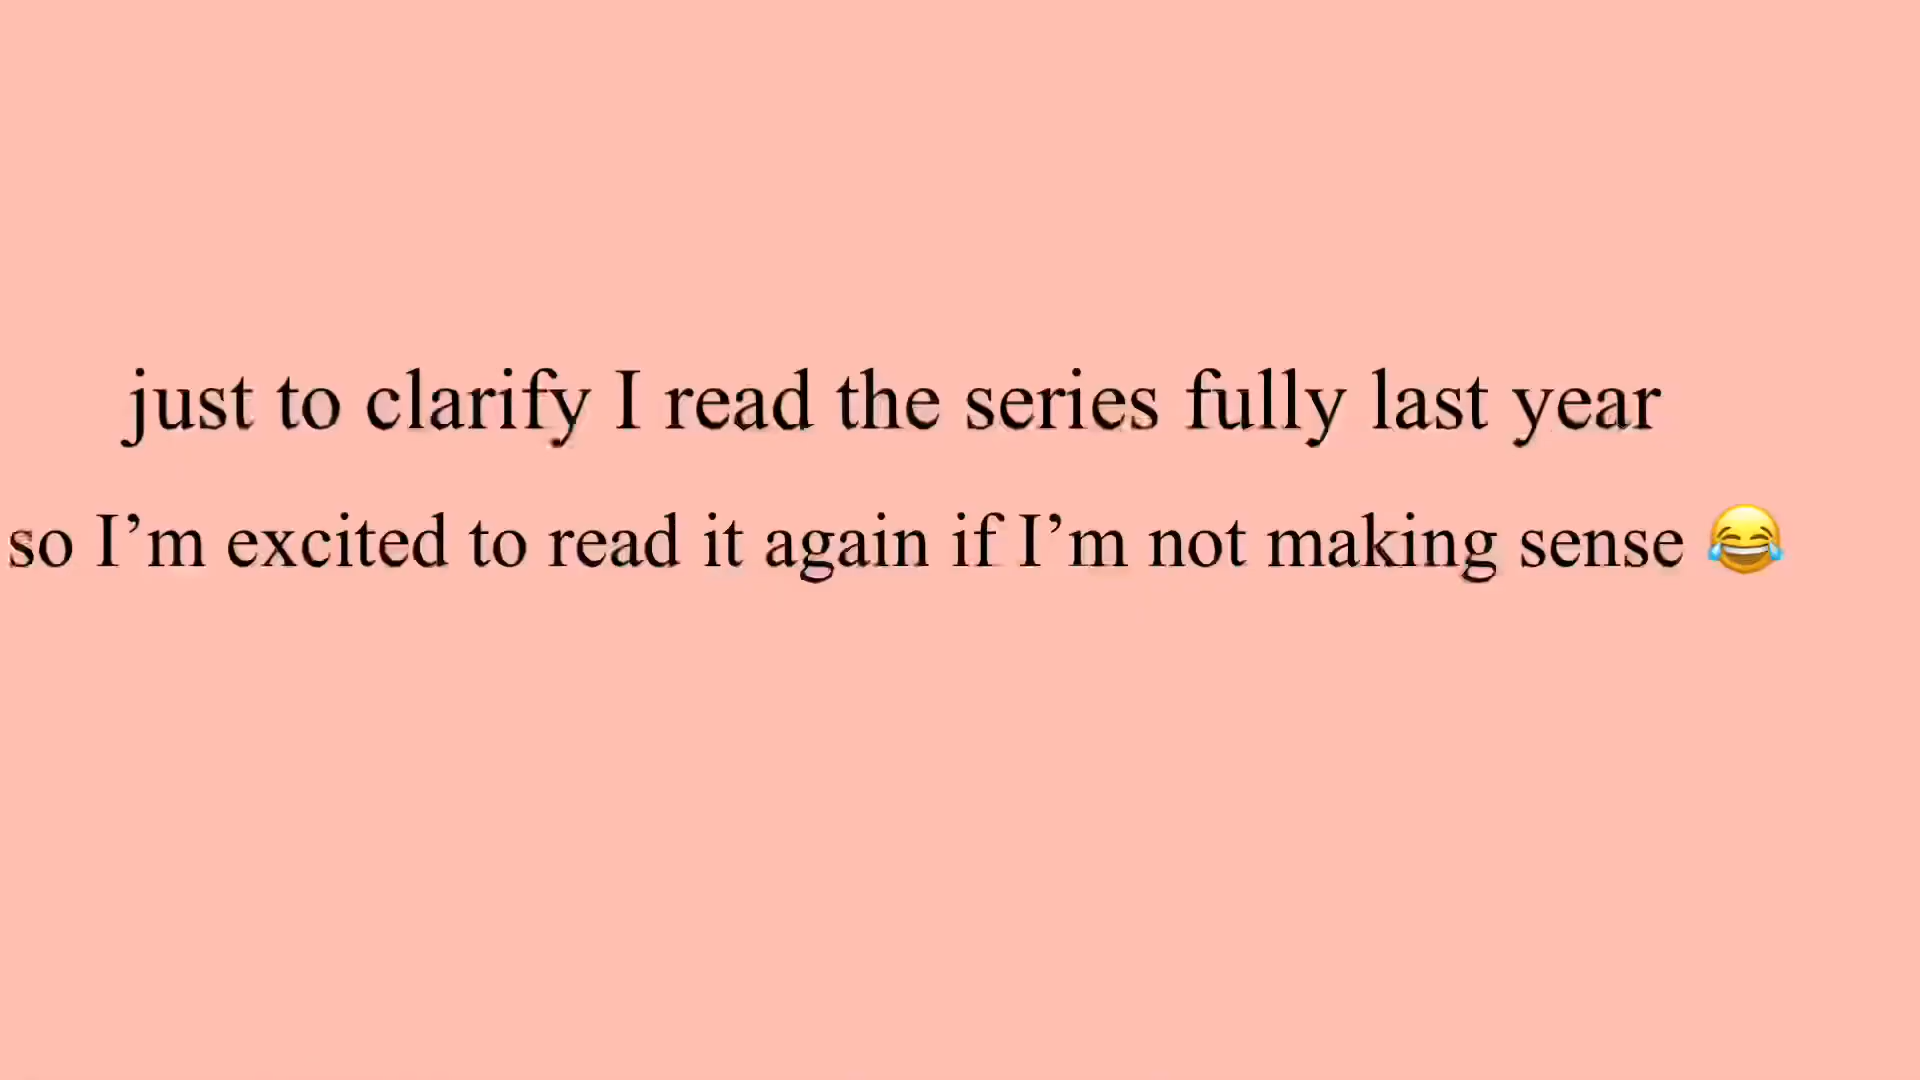 just to clarify I read the series fully last year
so I’m excited to read it again if I’m not making sense 😂